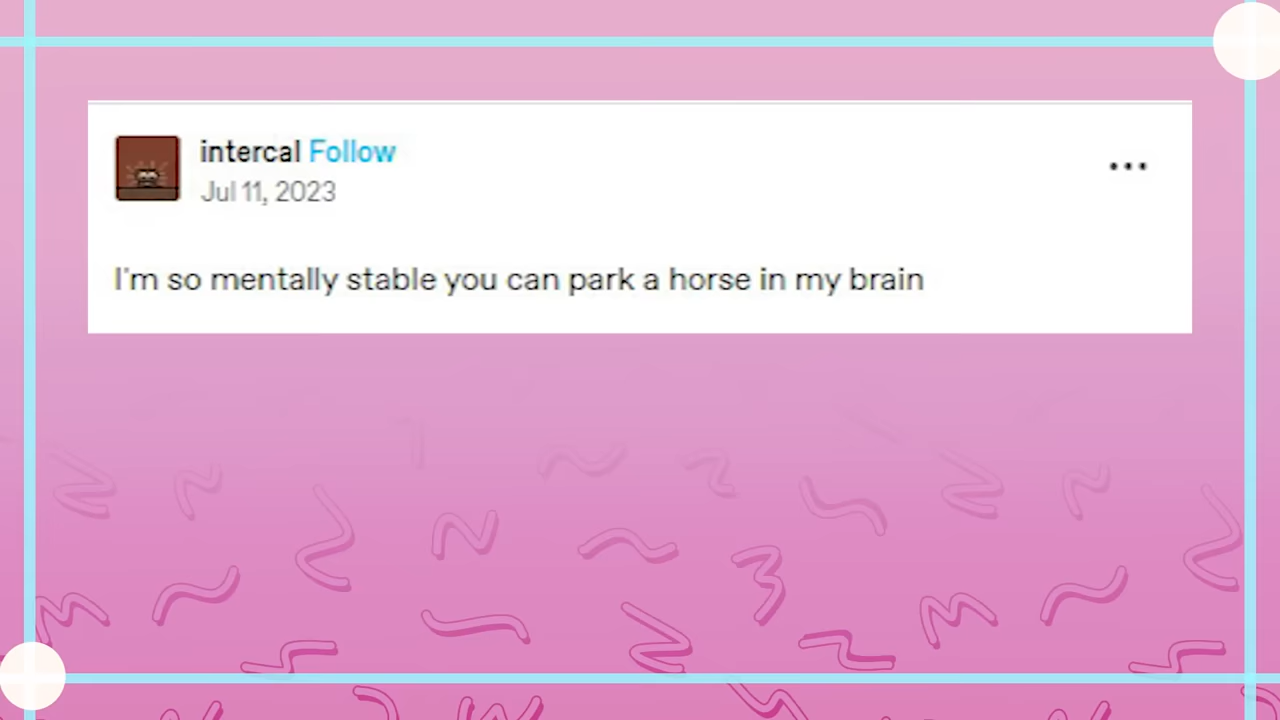 intercal Follow
Jul 11, 2023
I'm so mentally stable you can park a horse in my brain